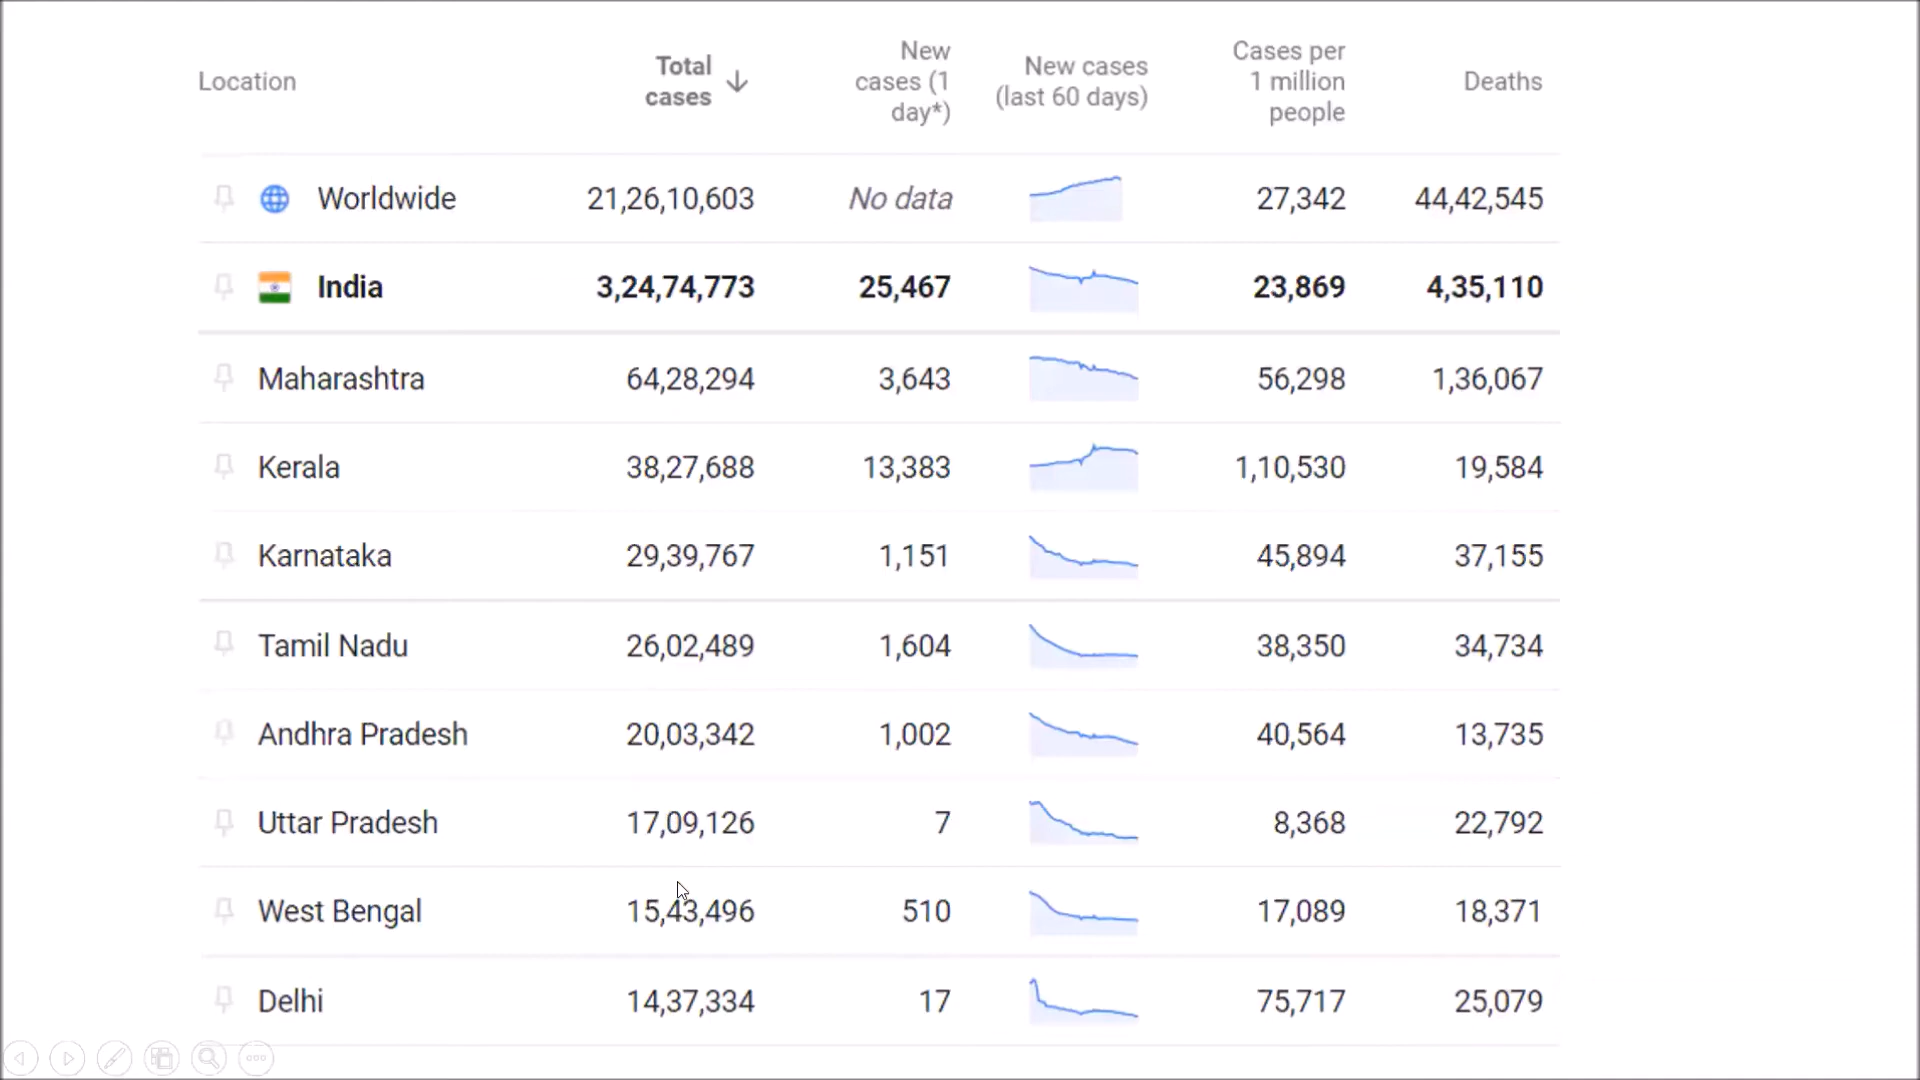 Location Total cases New cases (1 day*) New cases (last 60 days) Cases per 1 million people Deaths
Worldwide 21,26,10,603 No data 27,342 44,42,545
India 3,24,74,773 25,467 23,869 4,35,110
Maharashtra 64,28,294 3,643 56,298 1,36,067
Kerala 38,27,688 13,383 1,10,530 19,584
Karnataka 29,39,767 1,151 45,894 37,155
Tamil Nadu 26,02,489 1,604 38,350 34,734
Andhra Pradesh 20,03,342 1,002 40,564 13,735
Uttar Pradesh 17,09,126 7 8,368 22,792
West Bengal 15,43,496 510 17,089 18,371
Delhi 14,37,334 17 75,717 25,079